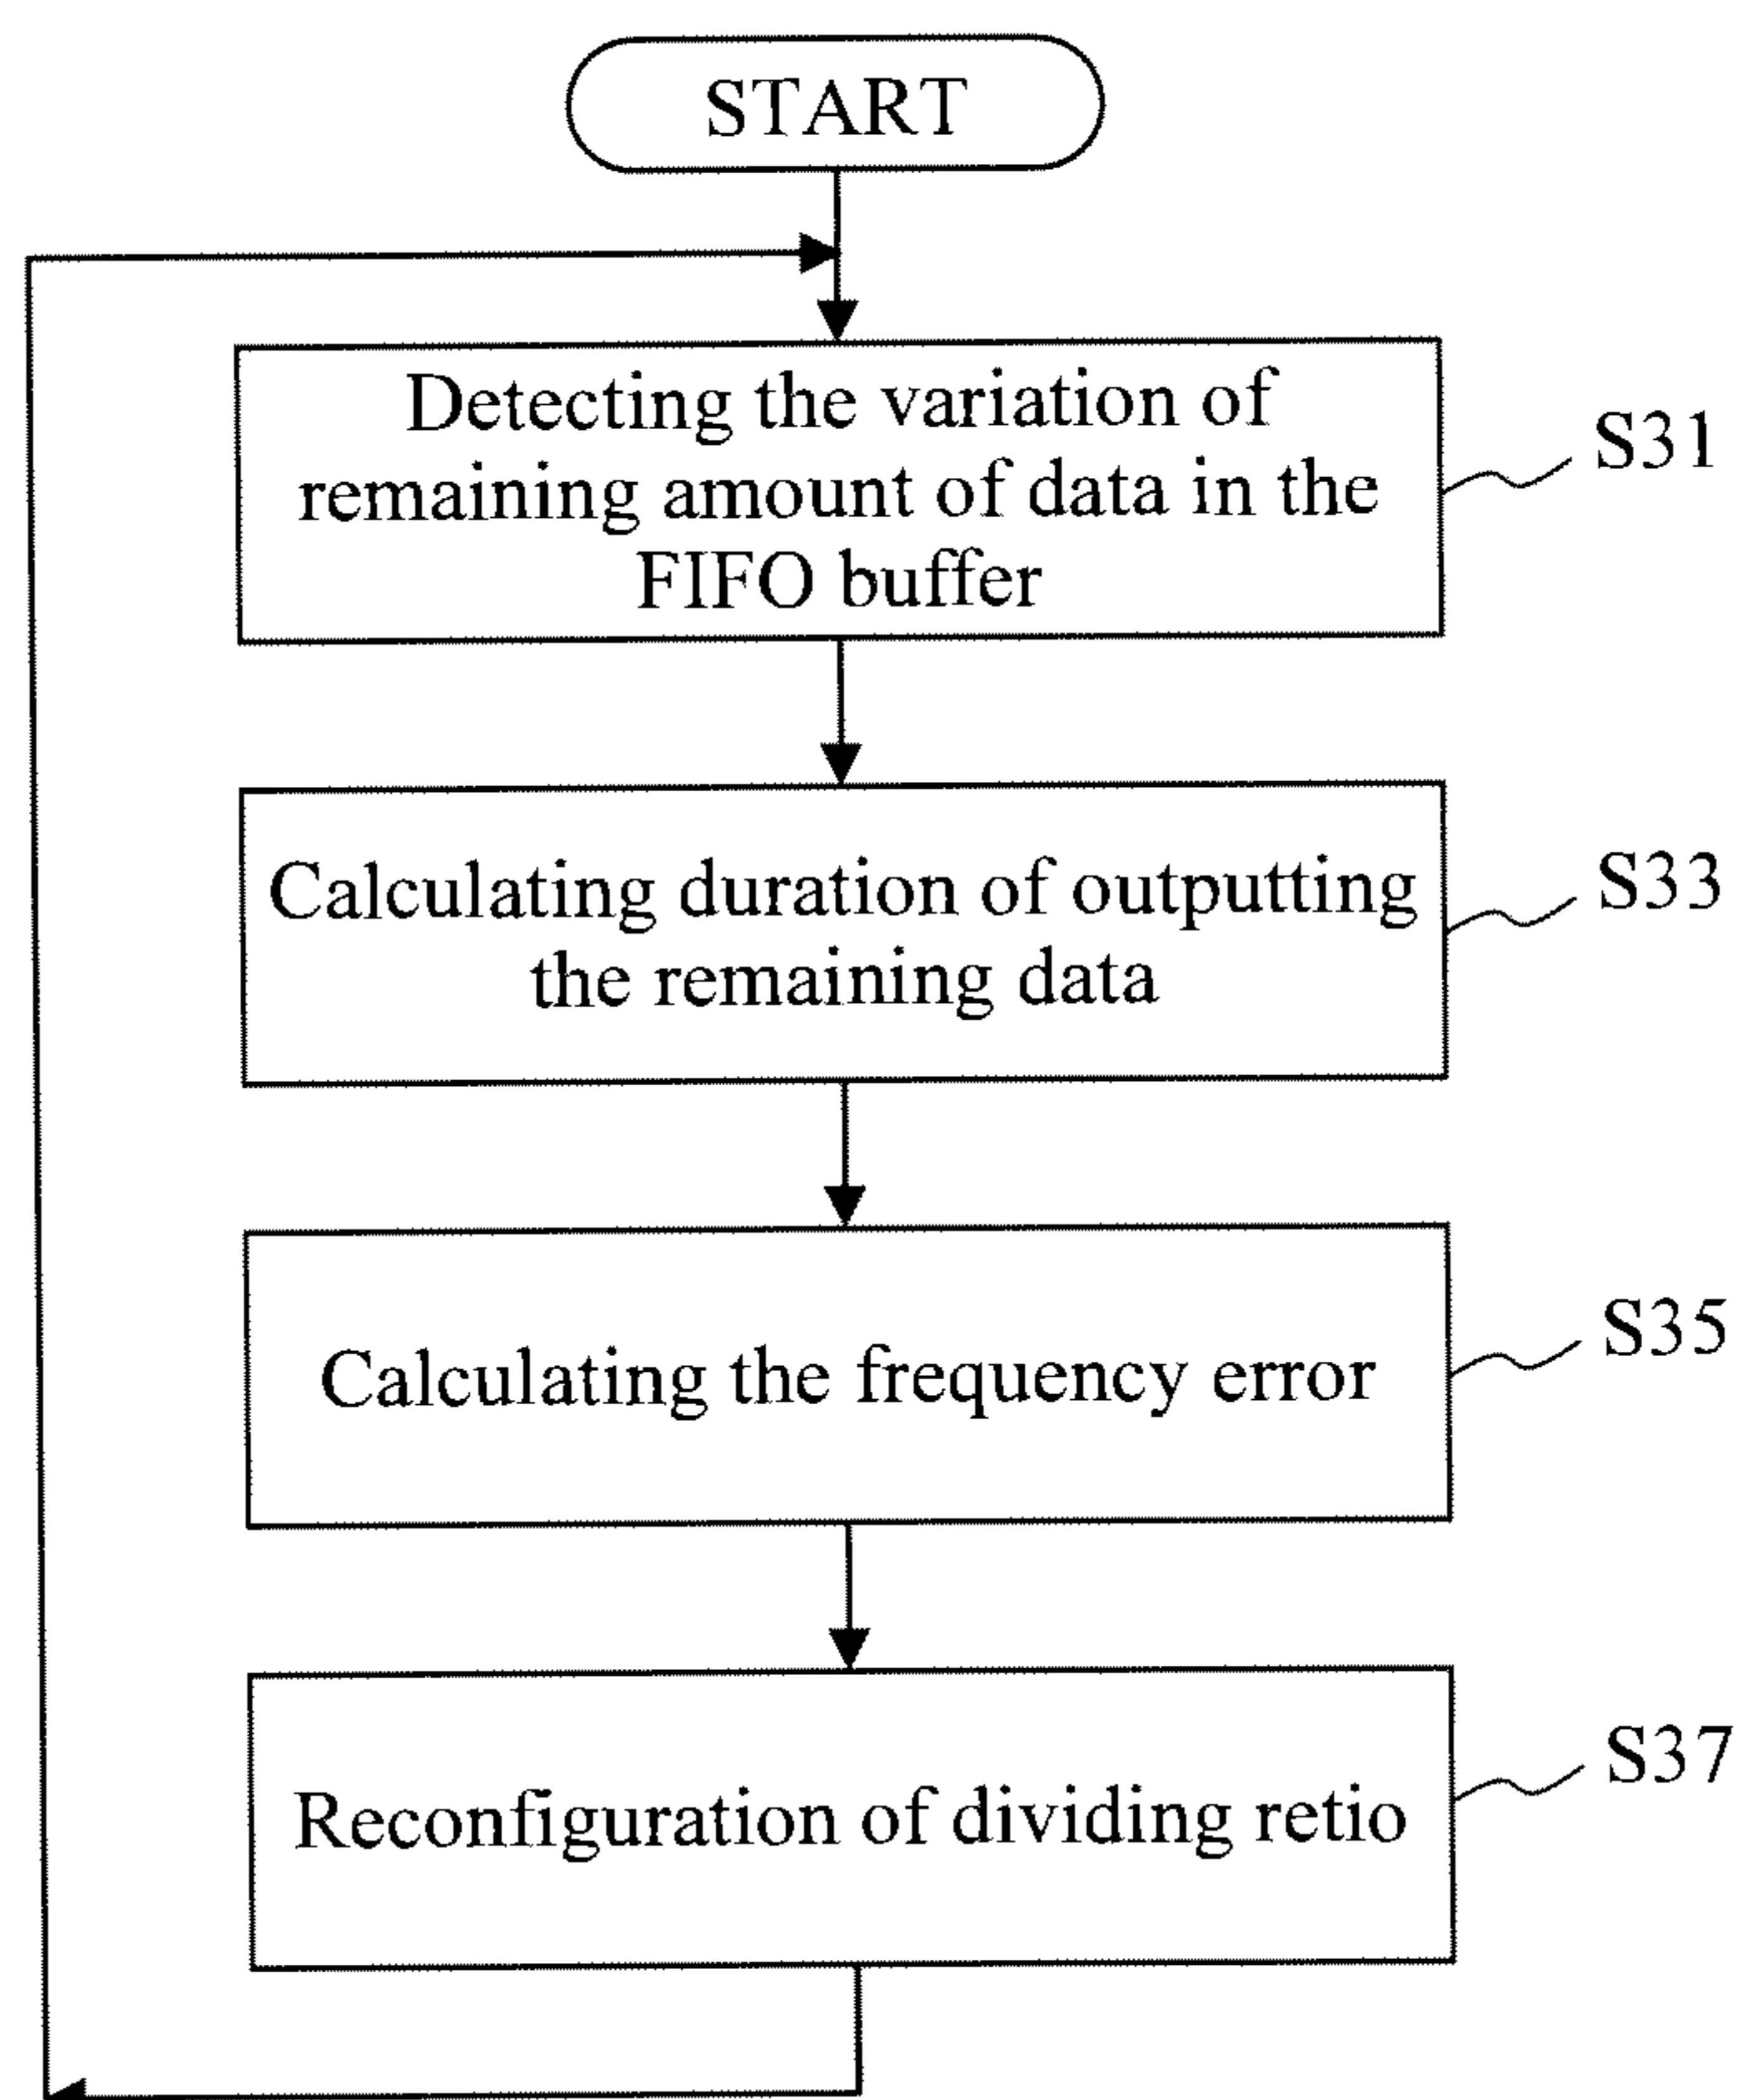 START
Detecting the variation of
remaining amount of data in the
FIFO buffer
S31
Calculating duration of outputting
the remaining data
S33
Calculating the frequency error
S35
Reconfiguration of dividing retio
S37